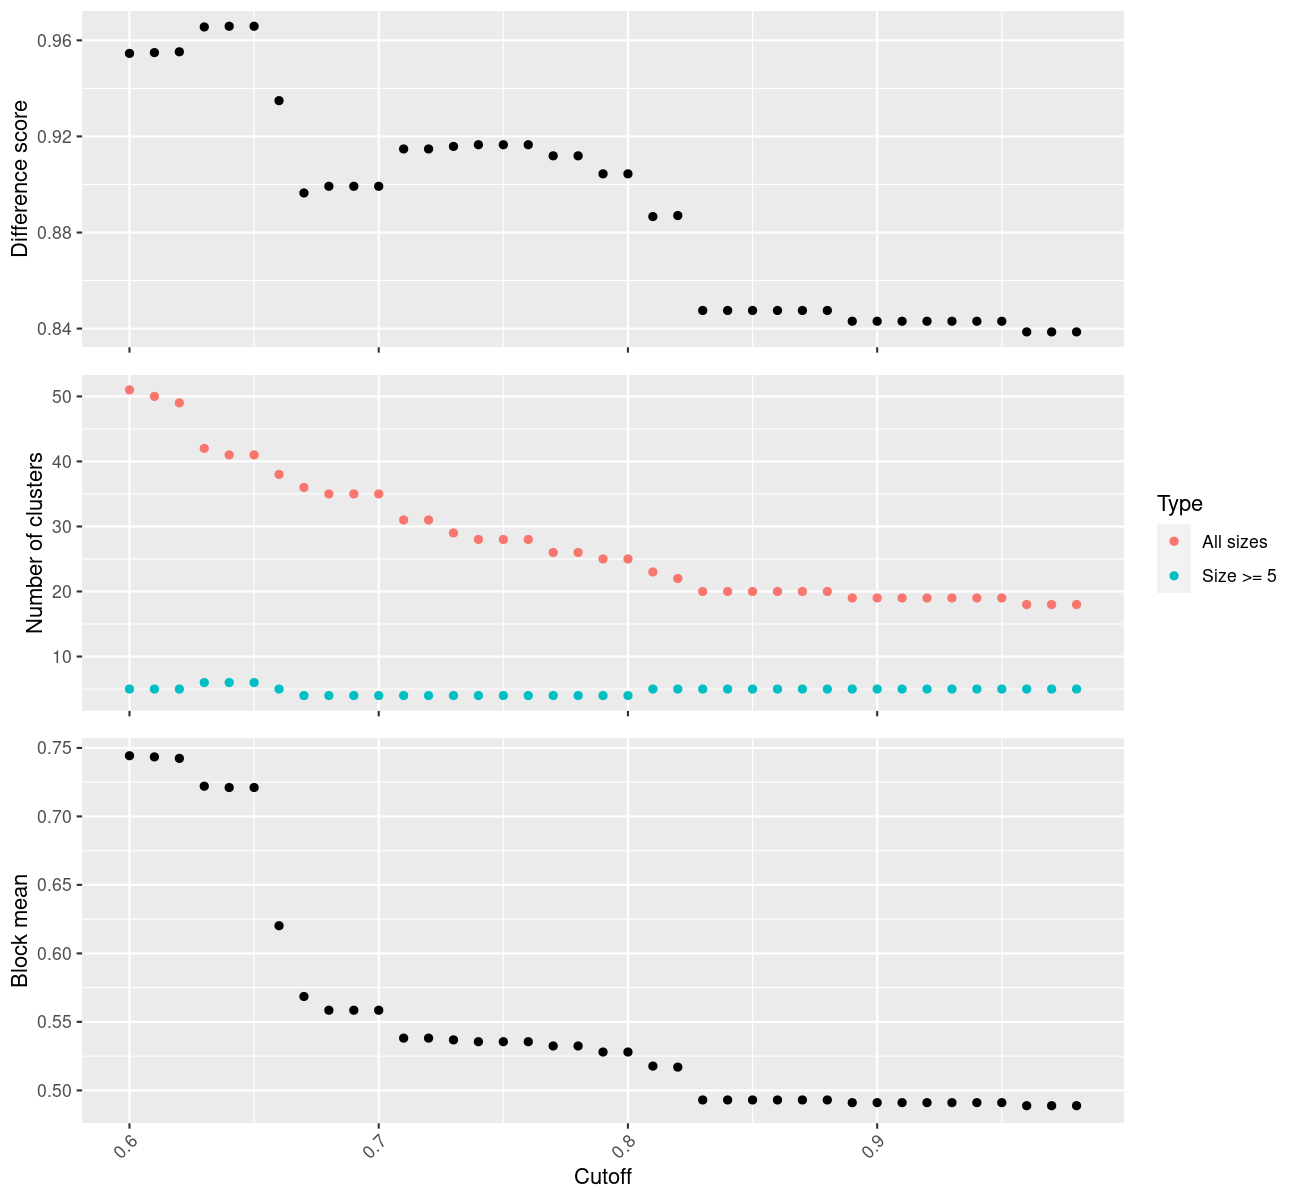 Difference score
0.96
0.92
0.88
0.84
Number of clusters
50
40
30
20
10
Type
All sizes
Size >= 5
Block mean
0.75
0.70
0.65
0.60
0.55
0.50
0.6 0.7 0.8 0.9
Cutoff